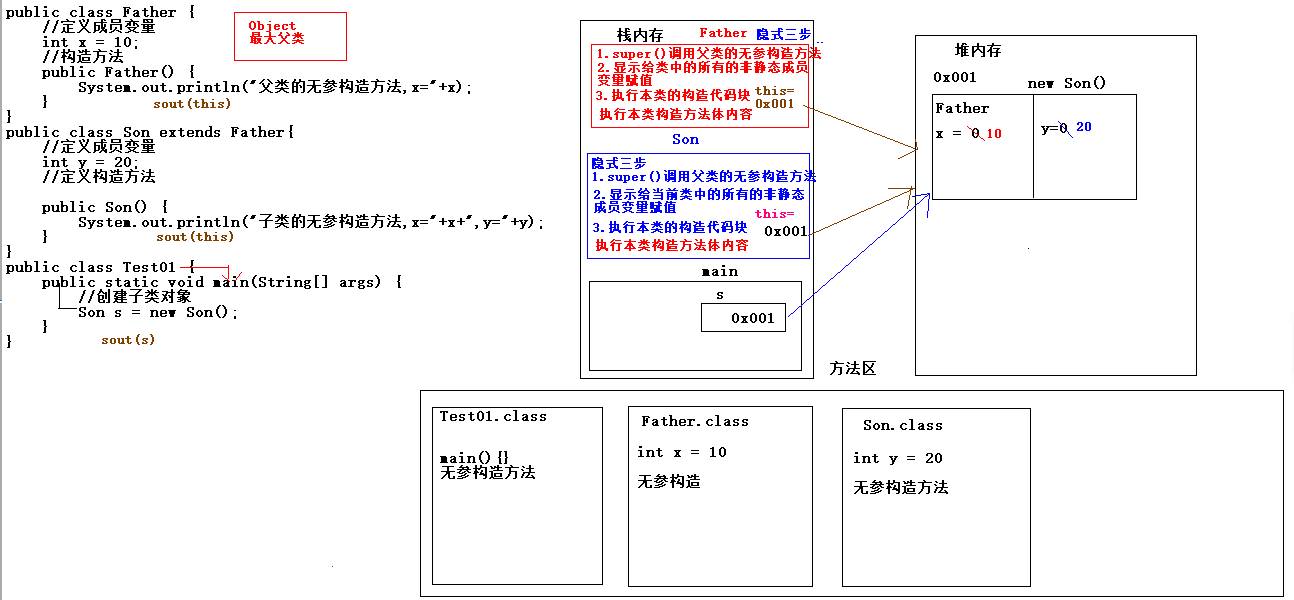 public class Father {
//定义成员变量
int x = 10;
//构造方法
public Father() {
System.out.println("父类的无参构造方法,x="+x);
}
sout(this)
}
public class Son extends Father{
//定义成员变量
int y = 20;
//定义构造方法
public Son() {
System.out.println("子类的无参构造方法,x="+x+",y="+y);
}
sout(this)
}
public class Test01 {
public static void main(String[] args) {
//创建子类对象
Son s = new Son();
}
sout(s)
}
Object
最大父类
栈内存
Father 隐式三步
1.super()调用父类的无参构造方法
2.显示给类中的所有的非静态成员
变量赋值
3.执行本类的构造代码块
this=
0x001
执行本类构造方法体内容
Son
隐式三步
1.super()调用父类的无参构造方法
2.显示给当前类中的所有的非静态
成员变量赋值
this=
3.执行本类的构造代码块
0x001
执行本类构造方法体内容
main
s
0x001
堆内存
0x001
new Son()
Father
x = 0 10
y=0 20
方法区
Test01.class
main(){}
无参构造方法
Father.class
int x = 10
无参构造
Son.class
int y = 20
无参构造方法